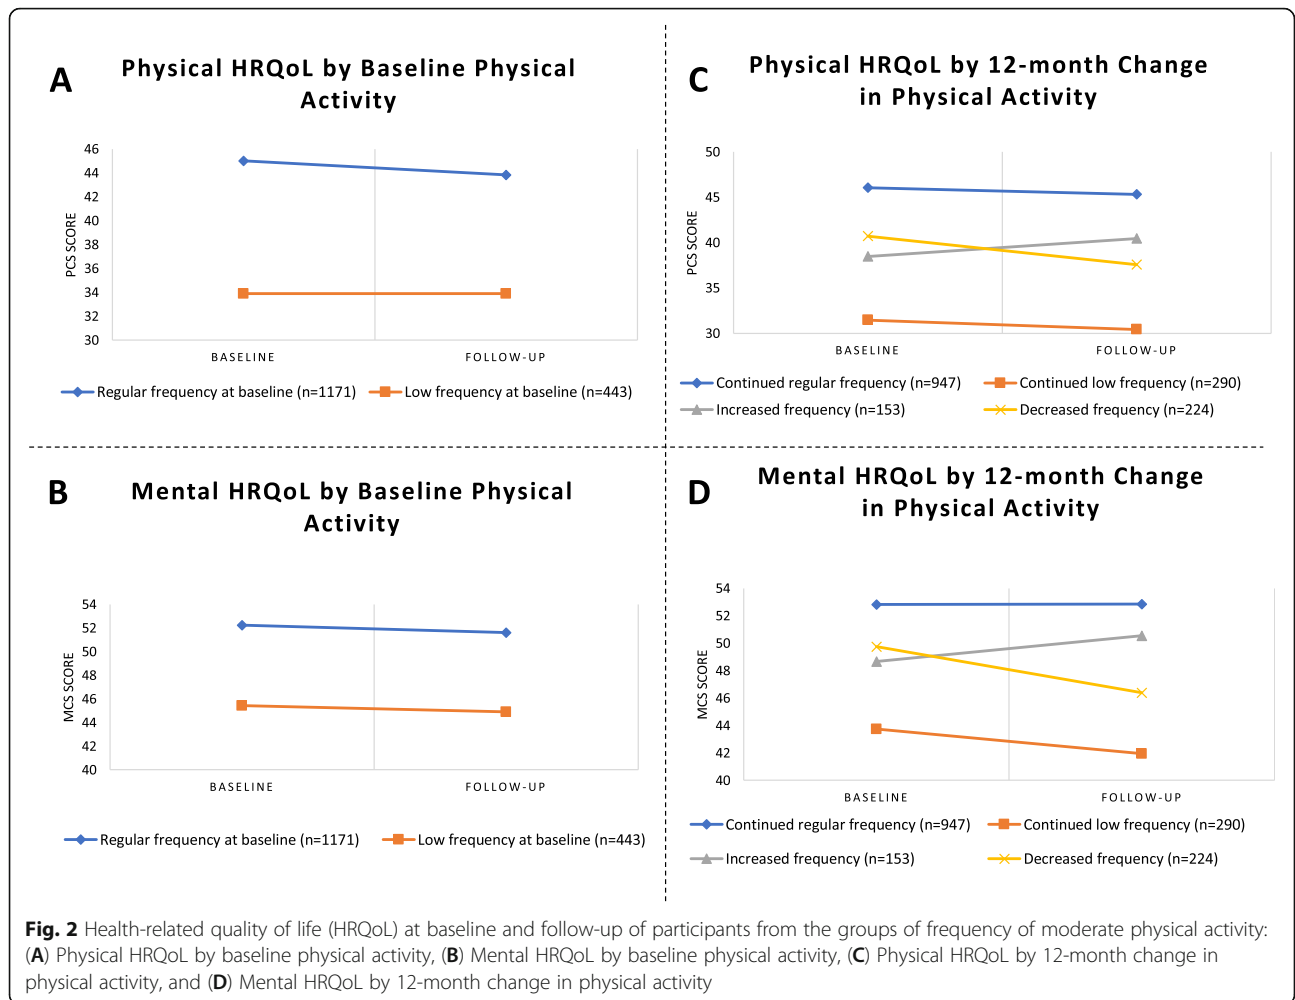 A
Physical HRQoL by Baseline Physical
Activity
46
44
42
40
38
36
34
32
30
PCS SCORE
BASELINE
FOLLOW-UP
Regular frequency at baseline (n=1171)
Low frequency at baseline (n=443)
C
Physical HRQoL by 12-month Change
in Physical Activity
50
45
40
35
30
PCS SCORE
BASELINE
FOLLOW-UP
Continued regular frequency (n=947)
Continued low frequency (n=290)
Increased frequency (n=153)
Decreased frequency (n=224)
B
Mental HRQoL by Baseline Physical
Activity
54
52
50
48
46
44
42
40
MCS SCORE
BASELINE
FOLLOW-UP
Regular frequency at baseline (n=1171)
Low frequency at baseline (n=443)
D
Mental HRQoL by 12-month Change
in Physical Activity
54
52
50
48
46
44
42
40
MCS SCORE
BASELINE
FOLLOW-UP
Continued regular frequency (n=947)
Continued low frequency (n=290)
Increased frequency (n=153)
Decreased frequency (n=224)
Fig. 2 Health-related quality of life (HRQoL) at baseline and follow-up of participants from the groups of frequency of moderate physical activity:
(A) Physical HRQoL by baseline physical activity, (B) Mental HRQoL by baseline physical activity, (C) Physical HRQoL by 12-month change in
physical activity, and (D) Mental HRQoL by 12-month change in physical activity